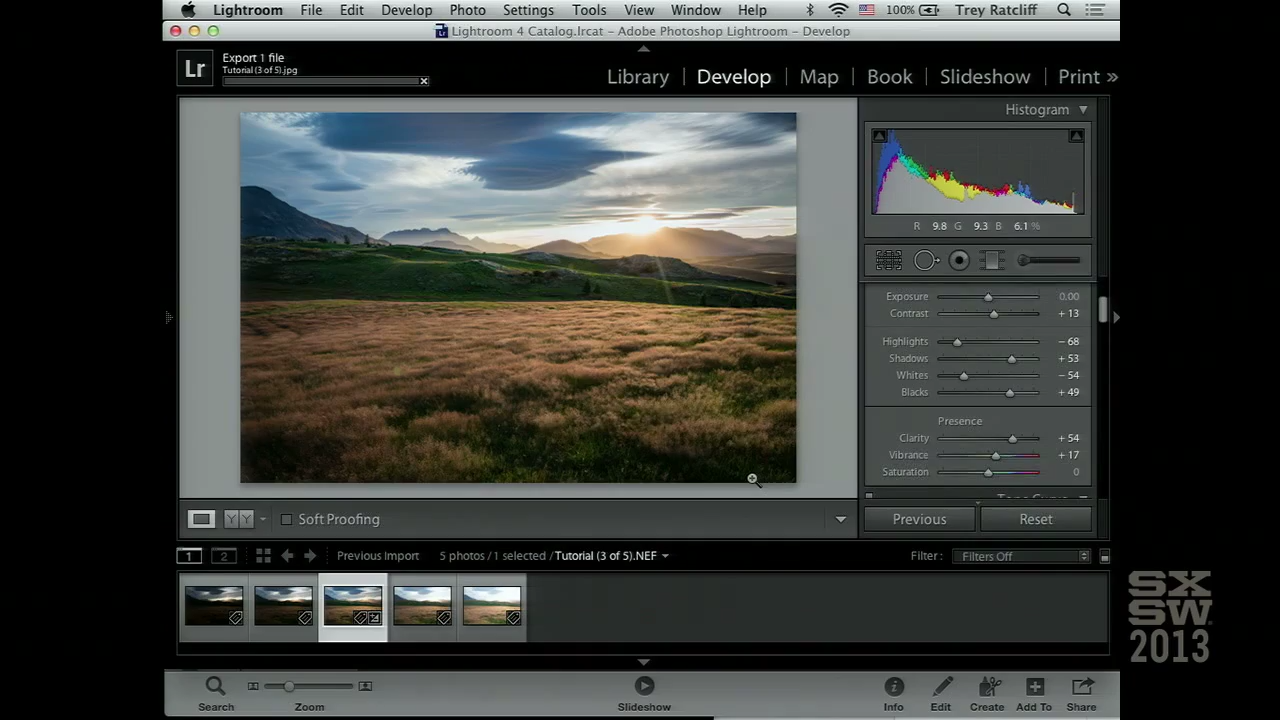 Lightroom File Edit Develop Photo Settings Tools View Window Help 100% Trey Ratcliff
Lightroom 4 Catalog.lrcat – Adobe Photoshop Lightroom – Develop
Lr
Export 1 file
Tutorial (3 of 5).jpg
Library | Develop | Map | Book | Slideshow | Print »
Histogram
R 9.8 G 9.3 B 6.1 %
Exposure 0.00
Contrast + 13
Highlights – 68
Shadows + 53
Whites – 54
Blacks + 49
Presence
Clarity + 54
Vibrance + 17
Saturation 0
Tone Curve
YY Soft Proofing
Previous Reset
1 2 Previous Import 5 photos / 1 selected / Tutorial (3 of 5).NEF Filter : Filters Off
Search Zoom Slideshow Info Edit Create Add To Share
SX
SW.
2013